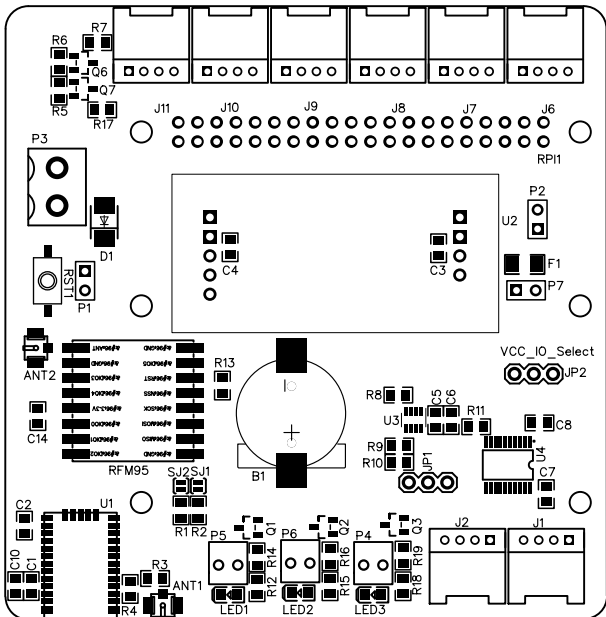 R7
R6
Q6
Q7
R5
R17
J11
J10
J9
J8
J7
J6
RPI1
P3
P2
U2
D1
C4
C3
F1
RST1
P7
P1
VCC_IO_Select
ANT2
JP2
R13
R8
C5
C6
R11
C8
U3
C14
R9
U4
R10
JP1
RFM95
SJ2
SJ1
B1
C7
C2
U1
R1
R2
P5
Q1
P6
Q2
P4
Q3
J2
J1
R14
R16
R19
C10
C1
R3
R4
ANT1
R12
R15
R18
LED1
LED2
LED3